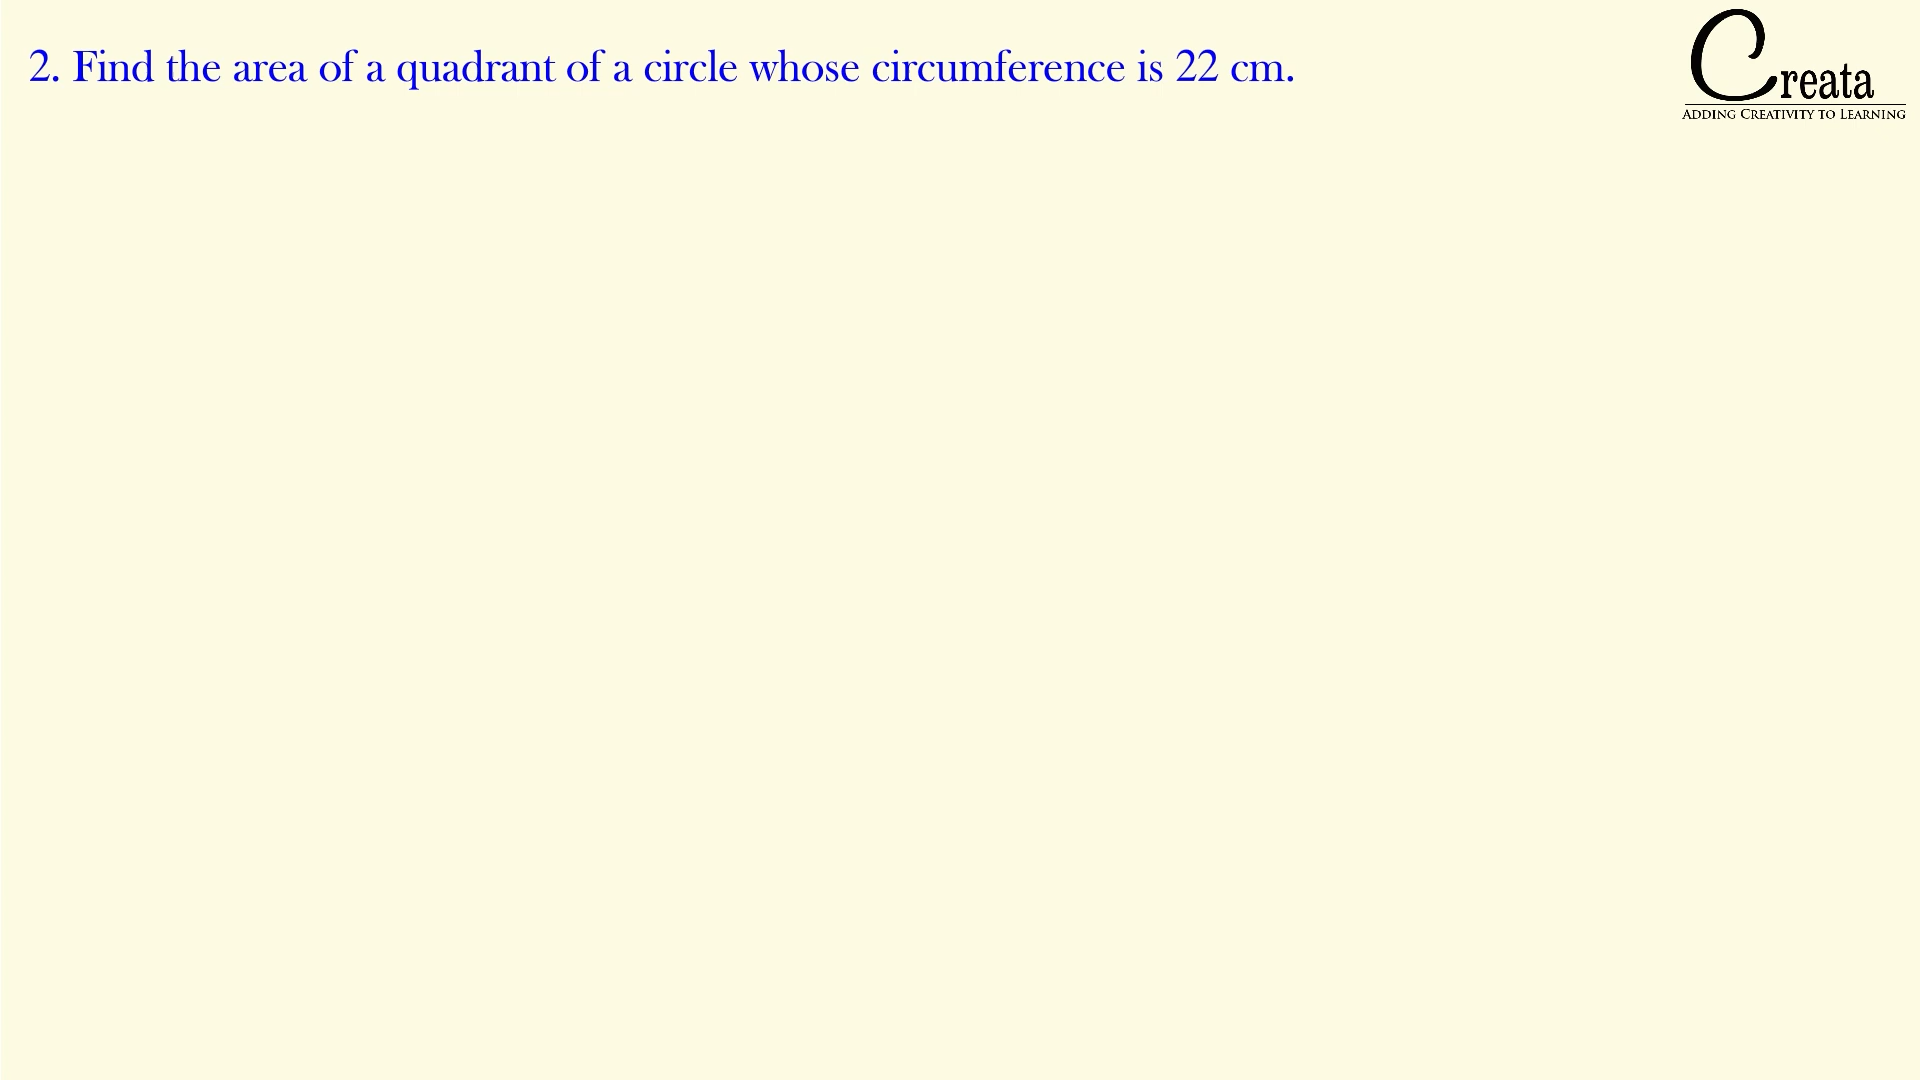 2. Find the area of a quadrant of a circle whose circumference is 22 cm.
Creata
ADDING CREATIVITY TO LEARNING